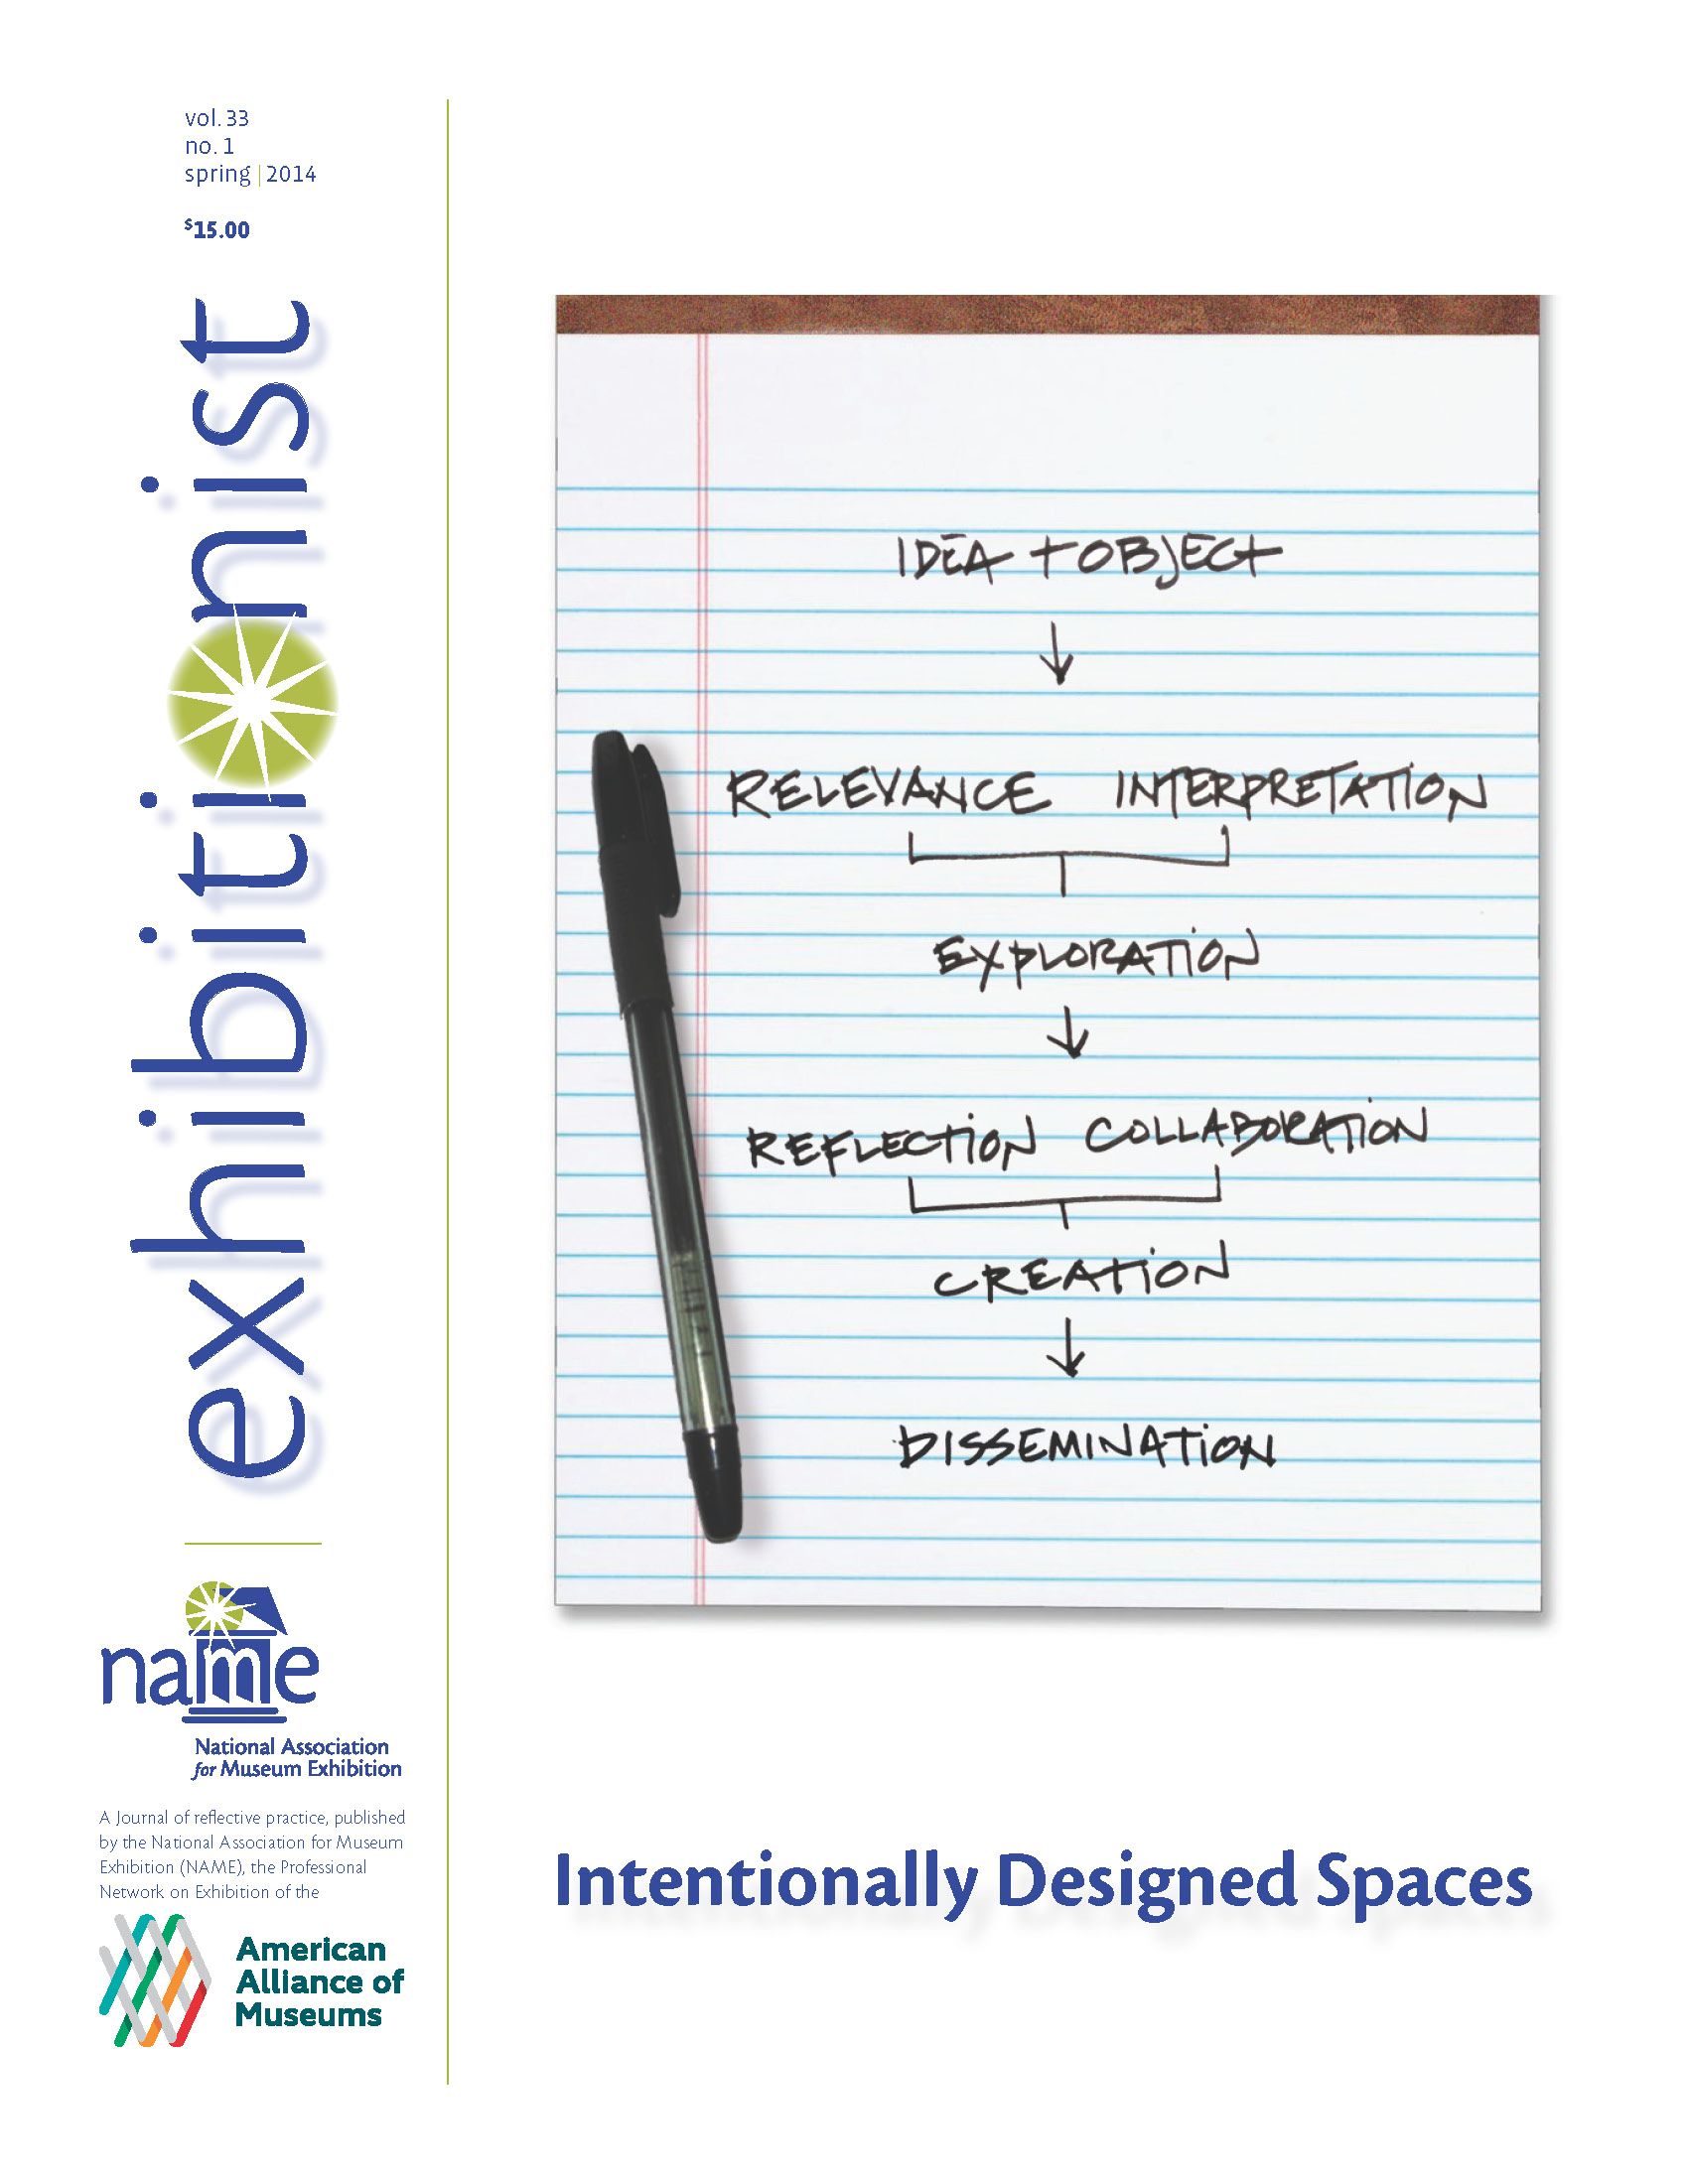 vol. 33
no. 1
spring | 2014
$15.00
exhibitionist
name
National Association
for Museum Exhibition
A Journal of reflective practice, published
by the National Association for Museum
Exhibition (NAME), the Professional
Network on Exhibition of the
American
Alliance of
Museums
IDEA + OBJECT
RELEVANCE INTERPRETATION
EXPLORATION
REFLECTION COLLABORATION
CREATION
DISSEMINATION
Intentionally Designed Spaces